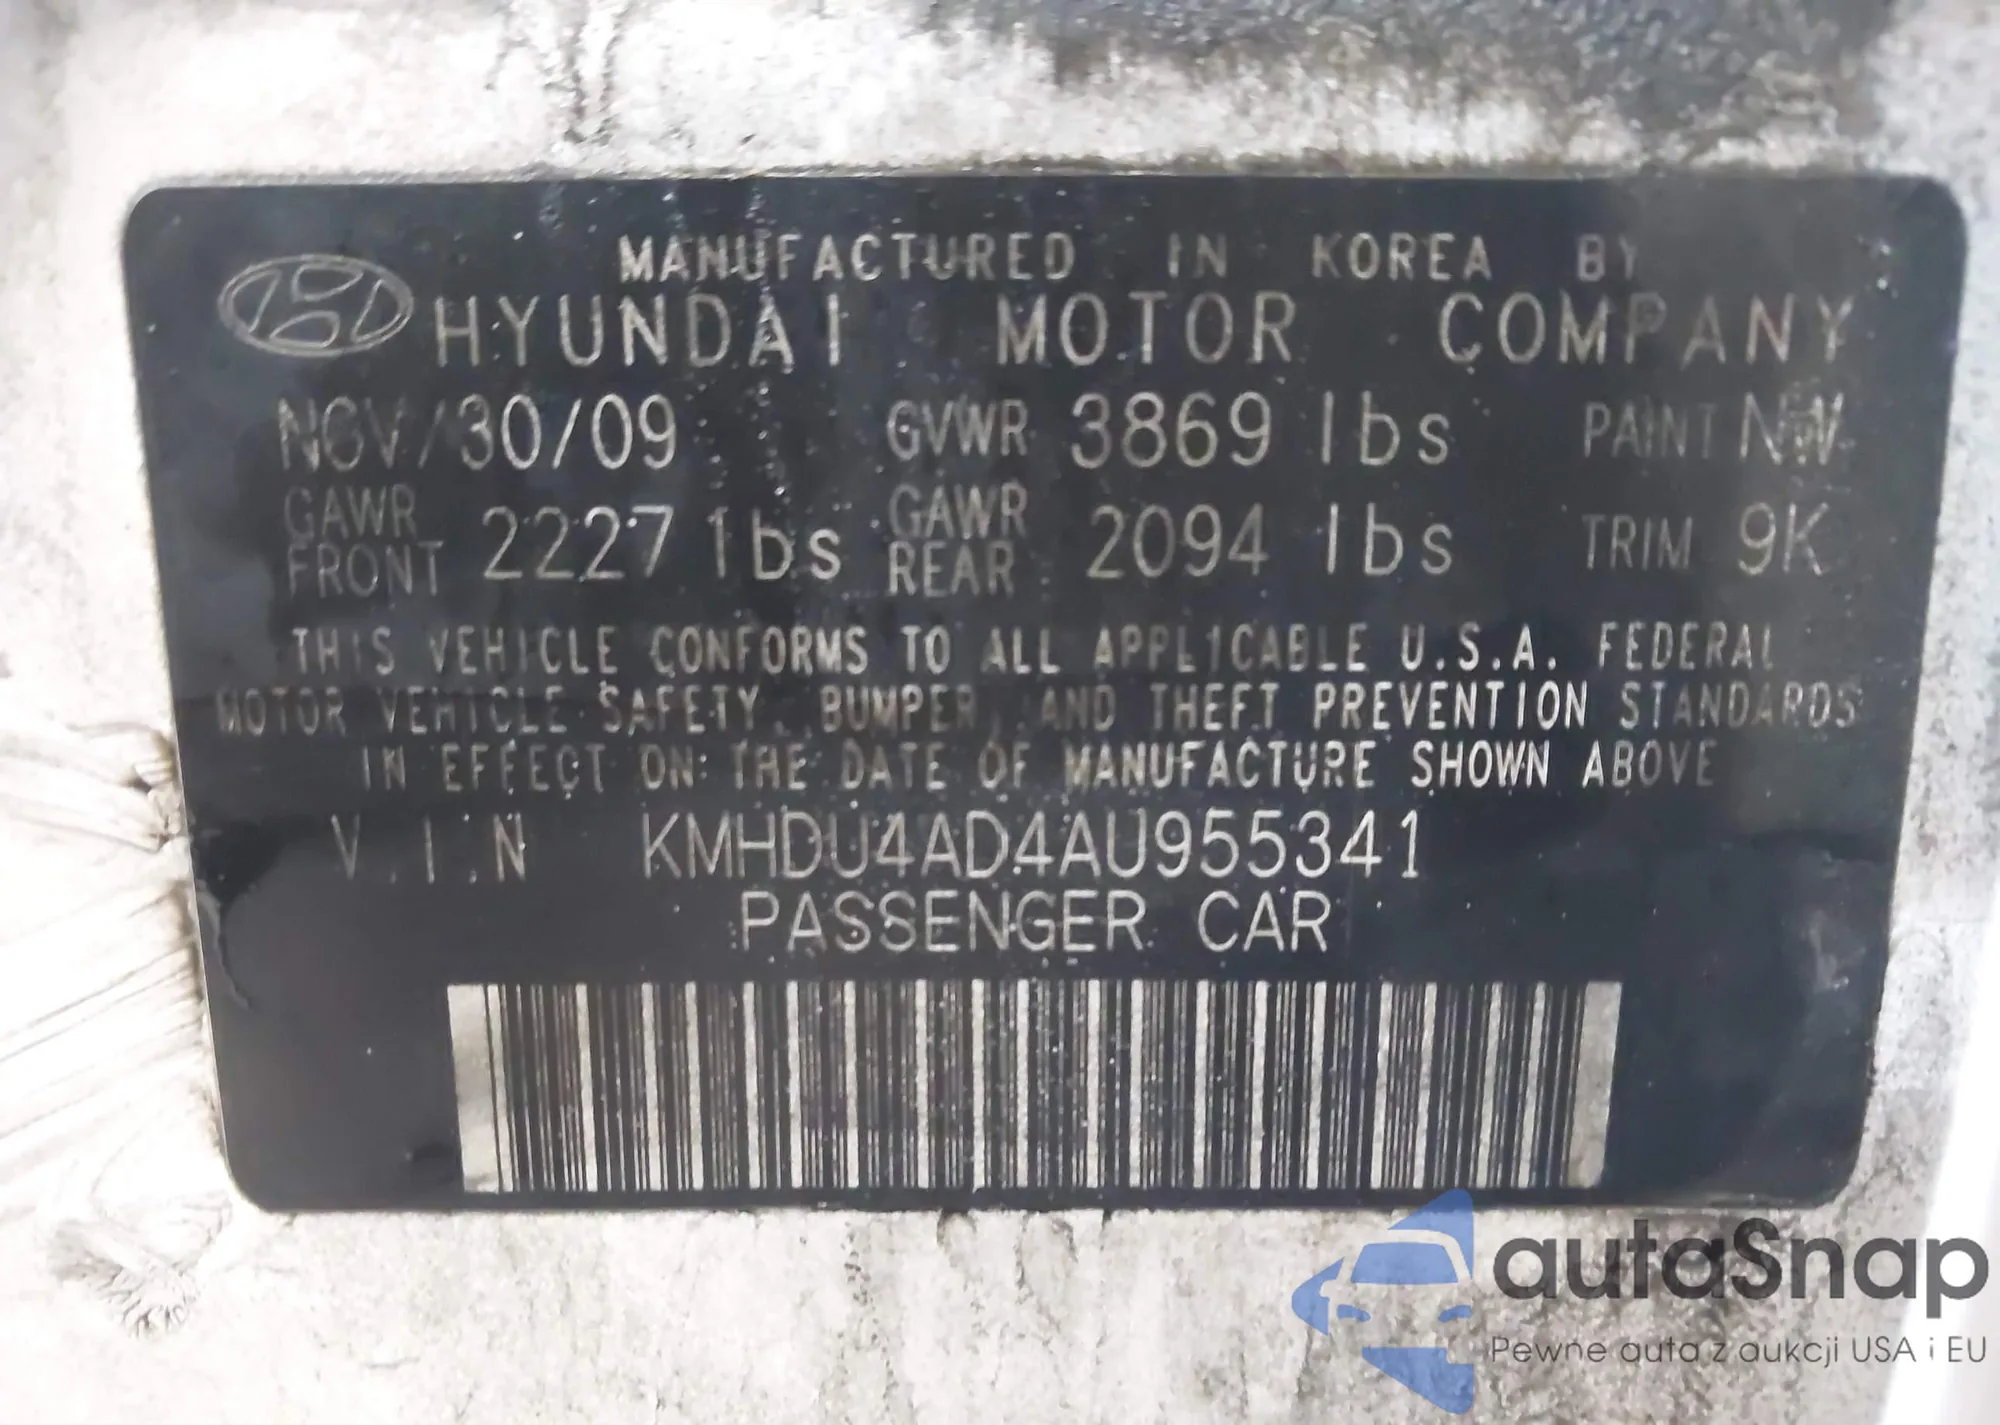 MANUFACTURED IN KOREA BY
HYUNDAI MOTOR COMPANY
NOV/30/09 GVWR 3869 lbs PAINT NW
GAWR FRONT 2227 lbs GAWR REAR 2094 lbs TRIM 9K
THIS VEHICLE CONFORMS TO ALL APPLICABLE U.S.A. FEDERAL
MOTOR VEHICLE SAFETY, BUMPER, AND THEFT PREVENTION STANDARDS
IN EFFECT ON THE DATE OF MANUFACTURE SHOWN ABOVE
V.I.N KMHDU4AD4AU955341
PASSENGER CAR
autaSnap
Pewne auta z aukcji USA i EU